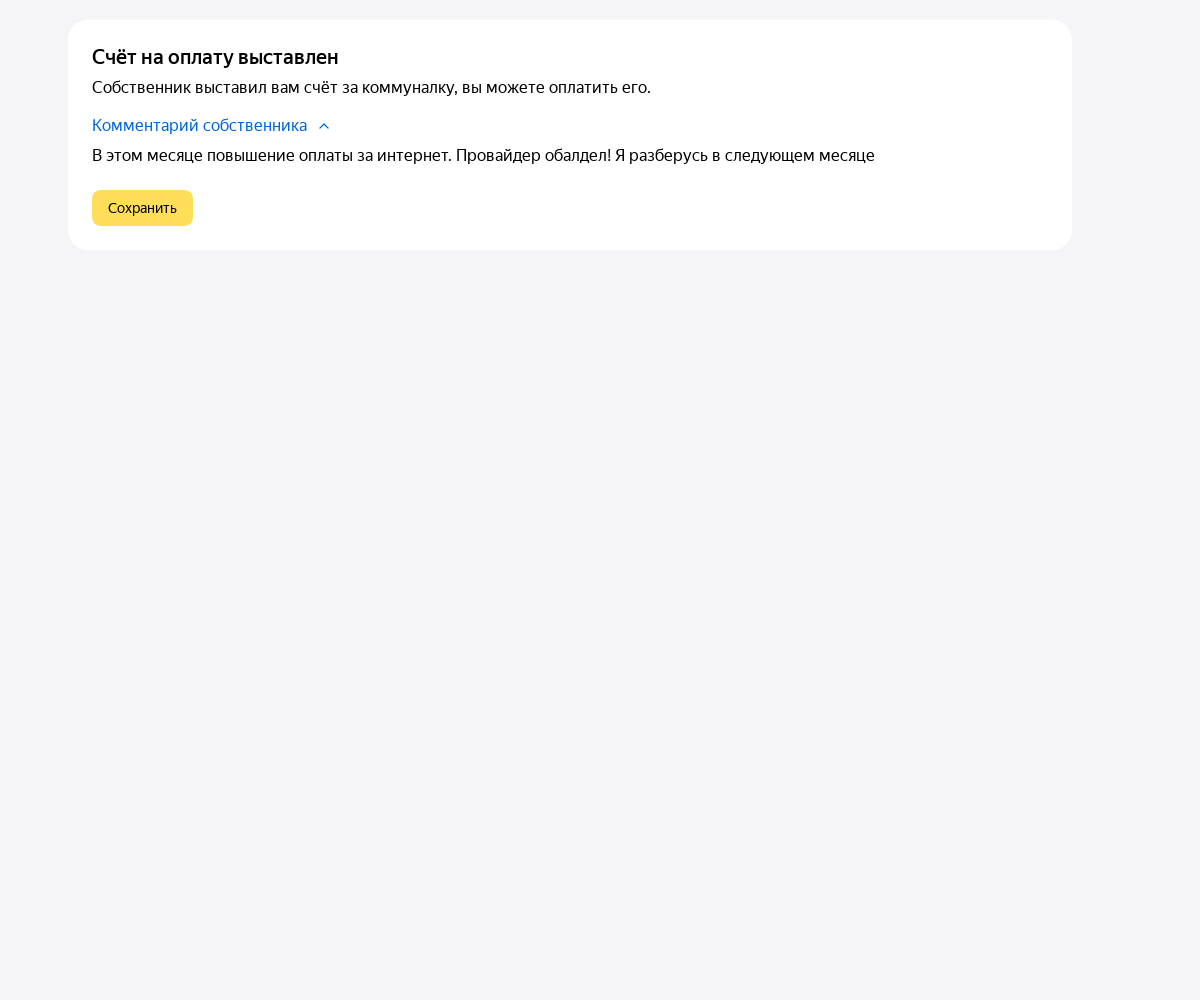 Счёт на оплату выставлен
Собственник выставил вам счёт за коммуналку, вы можете оплатить его.
Комментарий собственника
В этом месяце повышение оплаты за интернет. Провайдер обалдел! Я разберусь в следующем месяце
Сохранить